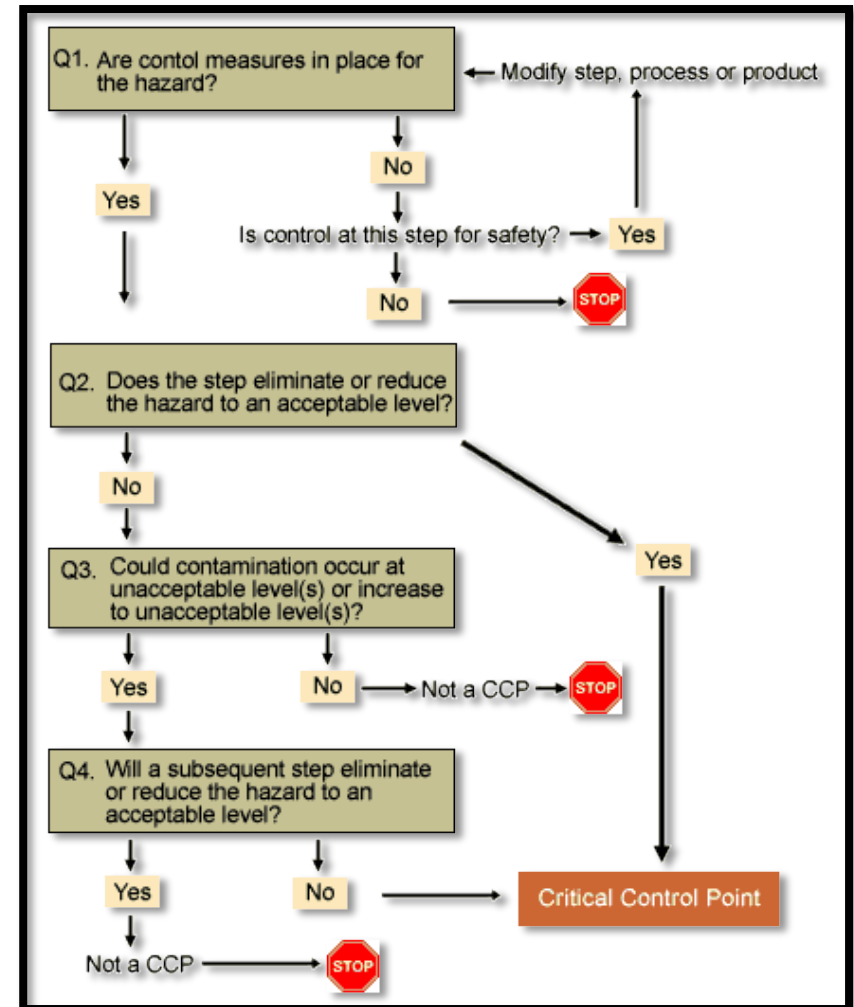 Q1. Are contol measures in place for
the hazard?
Modify step, process or product
No
Yes
Is control at this step for safety?
Yes
No
STOP
Q2. Does the step eliminate or reduce
the hazard to an acceptable level?
No
Yes
Q3. Could contamination occur at
unacceptable level(s) or increase
to unacceptable level(s)?
Yes
No
Not a CCP
STOP
Q4. Will a subsequent step eliminate
or reduce the hazard to an
acceptable level?
Yes
No
Critical Control Point
Not a CCP
STOP